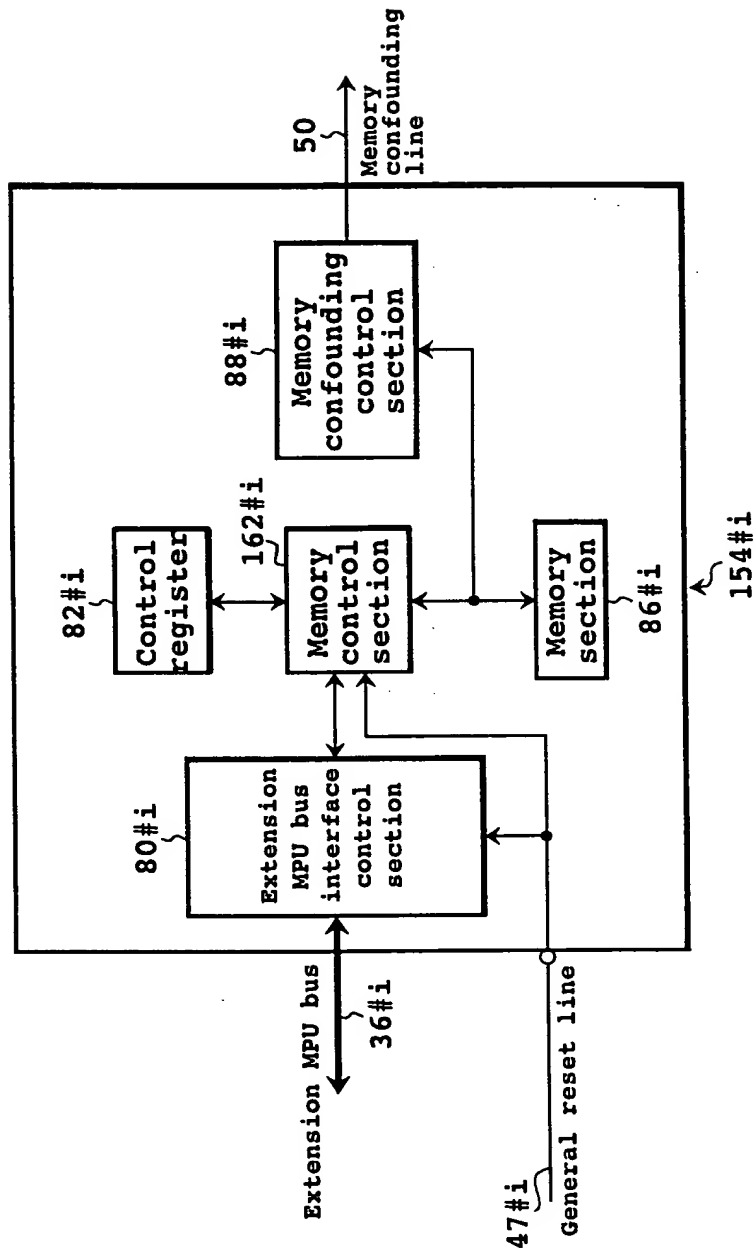 Extension MPU bus
36#i
47#i
General reset line
80#i
Extension
MPU bus
interface
control
section
82#i
Control
register
162#i
Memory
control
section
Memory
section
86#i
88#i
Memory
confounding
control
section
50
Memory
confounding
line
154#i